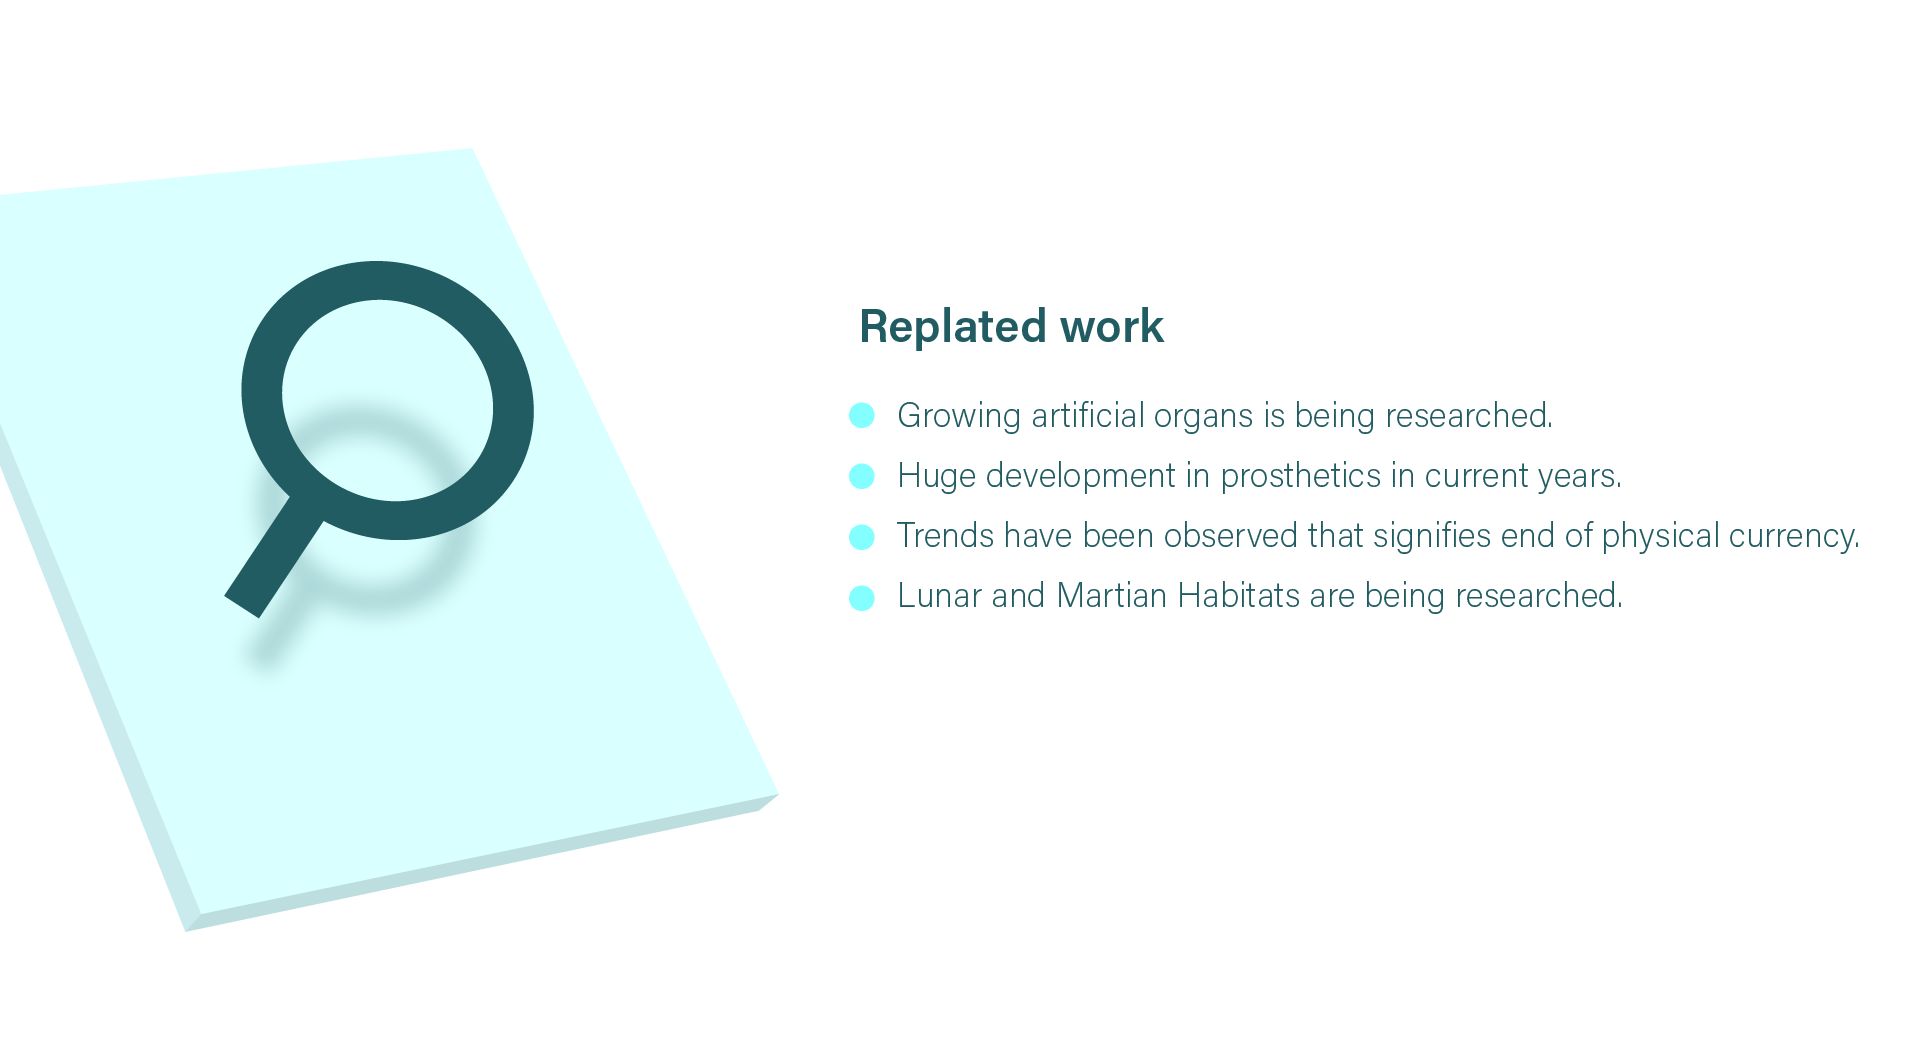 Replated work
Growing artificial organs is being researched.
Huge development in prosthetics in current years.
Trends have been observed that signifies end of physical currency.
Lunar and Martian Habitats are being researched.